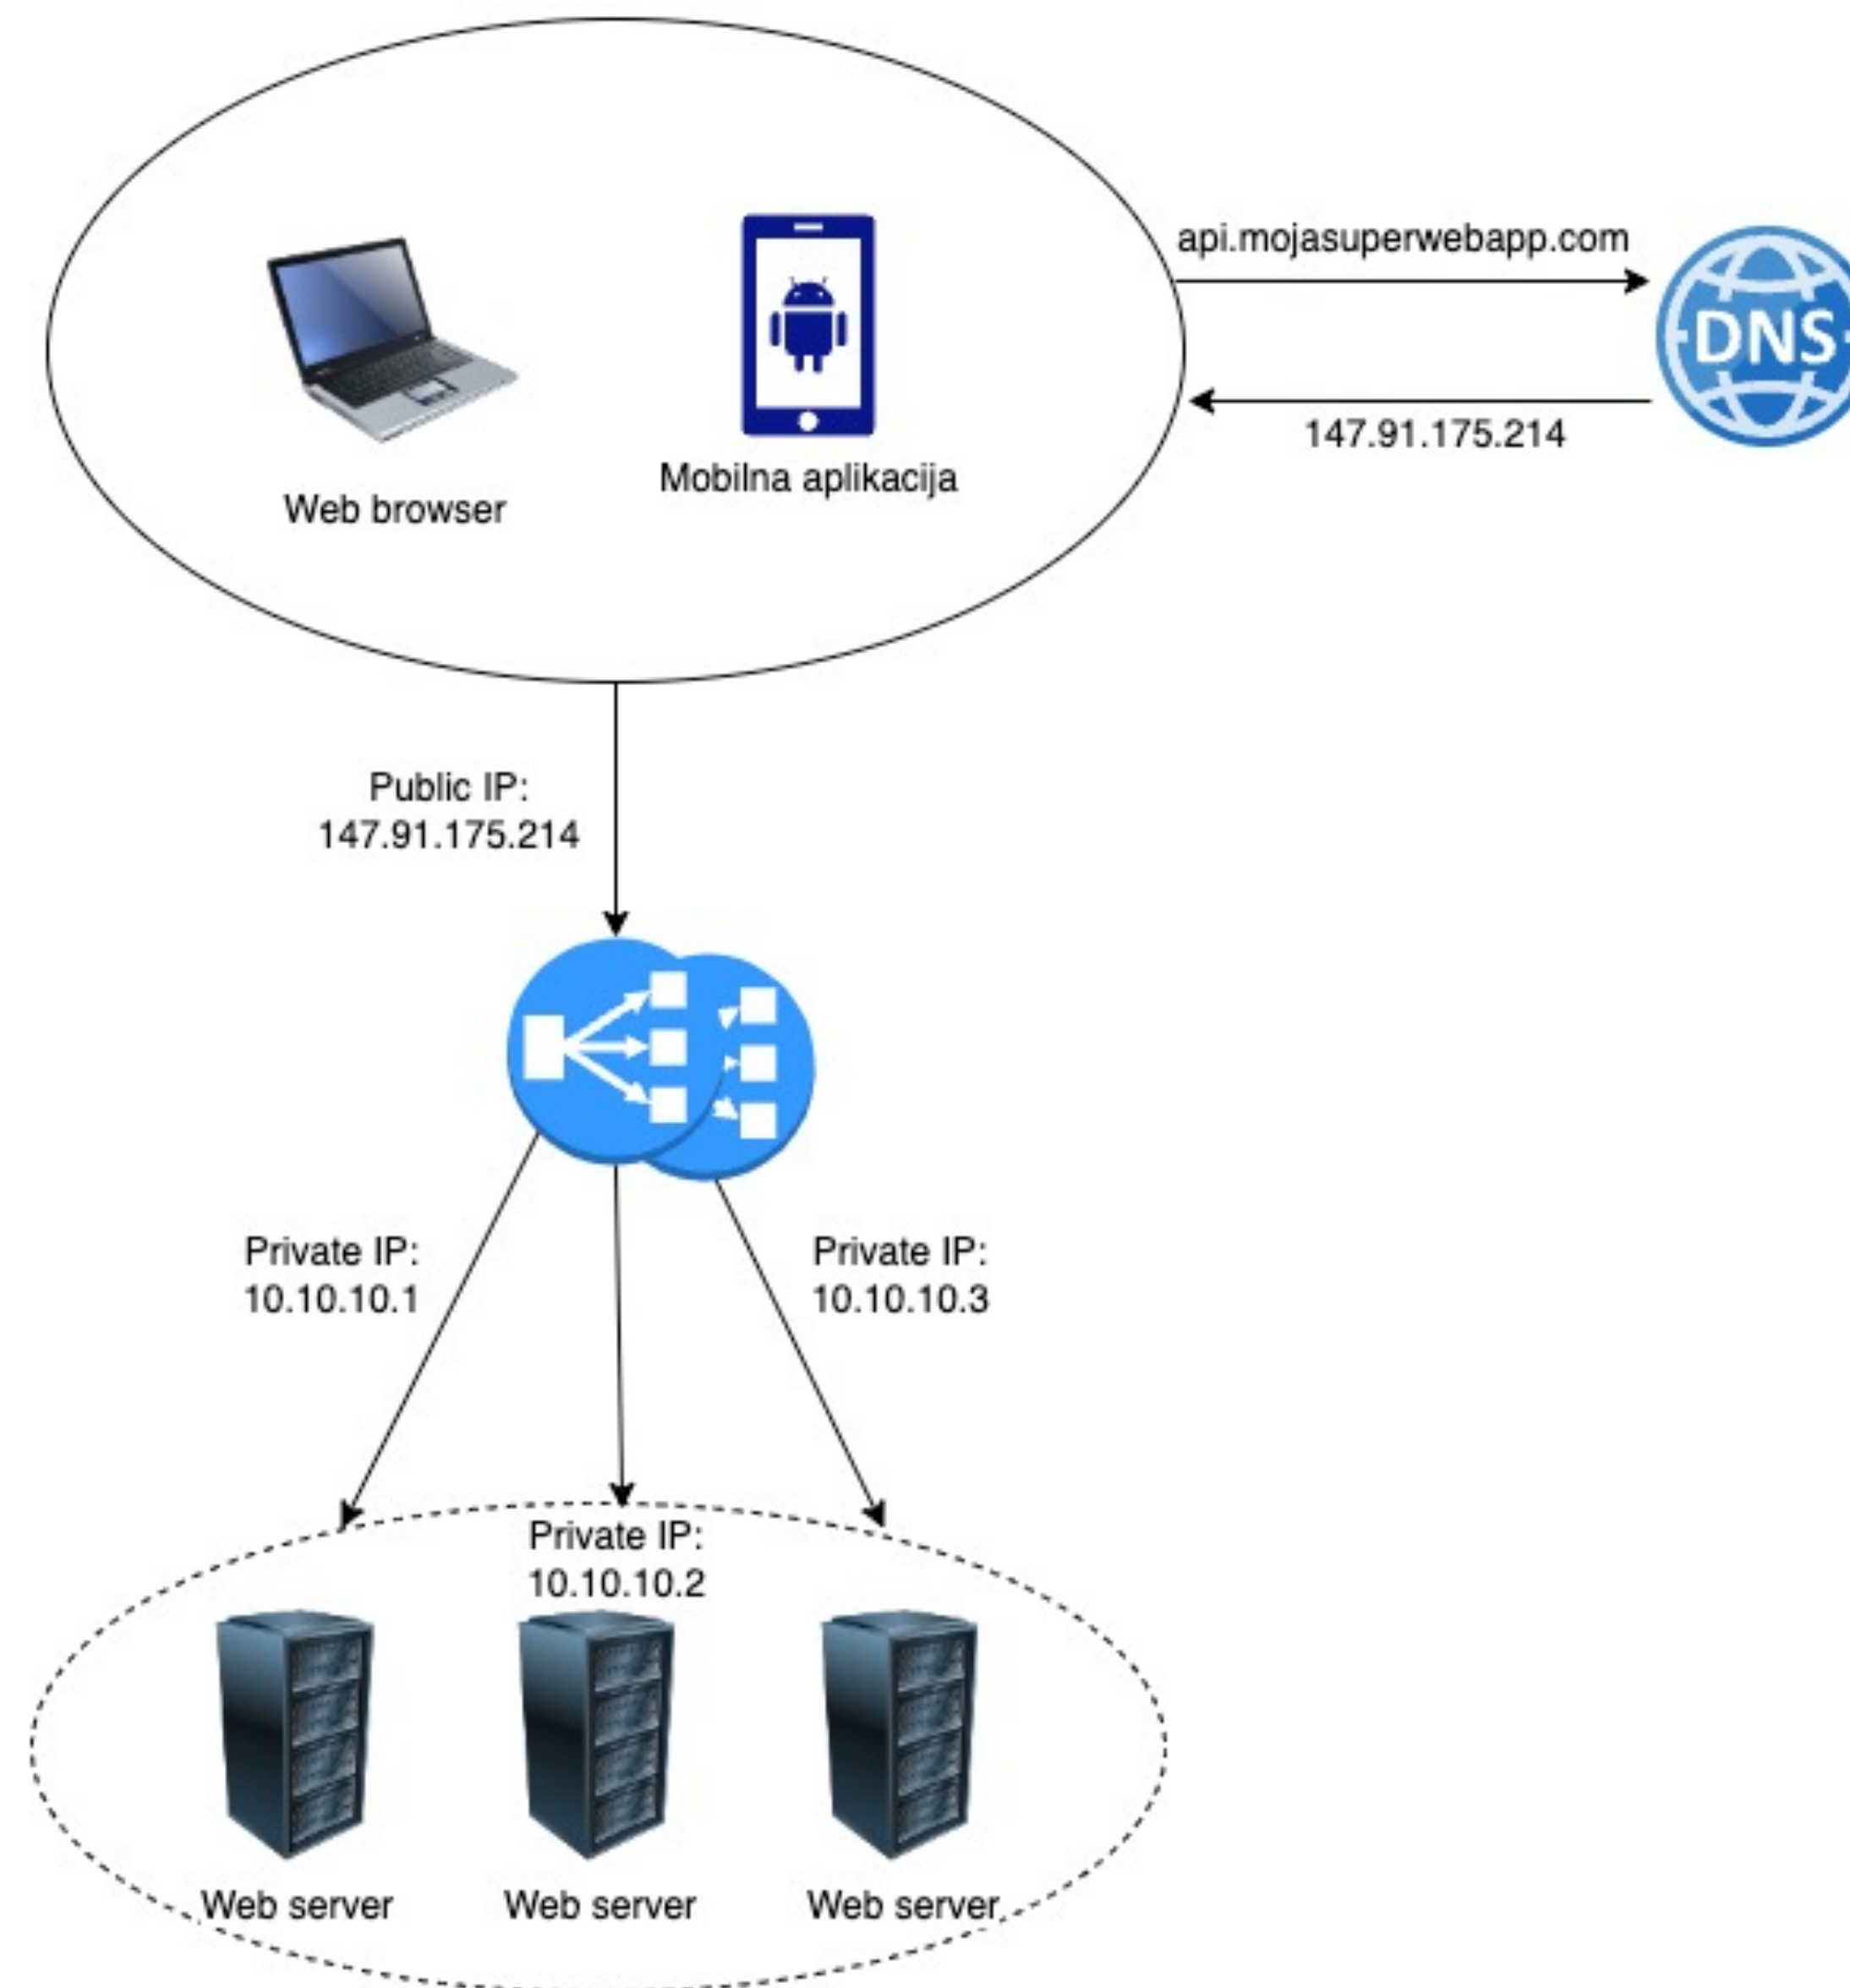 api.mojasuperwebapp.com
DNS
147.91.175.214
Web browser
Mobilna aplikacija
Public IP:
147.91.175.214
Private IP:
10.10.10.1
Private IP:
10.10.10.3
Private IP:
10.10.10.2
Web server
Web server
Web server